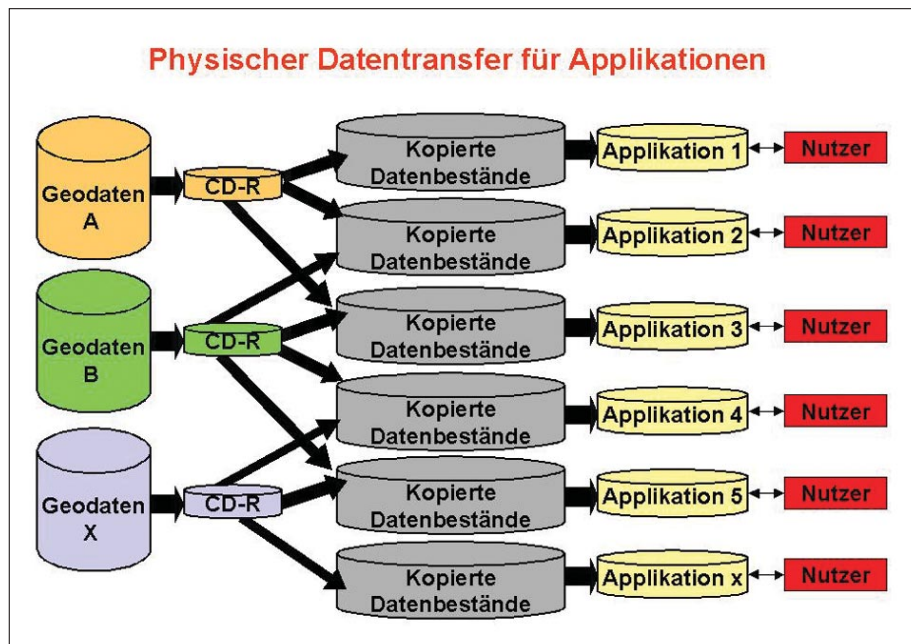 Physischer Datentransfer für Applikationen
Geodaten
A
CD-R
Kopierte
Datenbestände
Applikation 1
Nutzer
Kopierte
Datenbestände
Applikation 2
Nutzer
Geodaten
B
CD-R
Kopierte
Datenbestände
Applikation 3
Nutzer
Kopierte
Datenbestände
Applikation 4
Nutzer
Geodaten
X
CD-R
Kopierte
Datenbestände
Applikation 5
Nutzer
Kopierte
Datenbestände
Applikation x
Nutzer